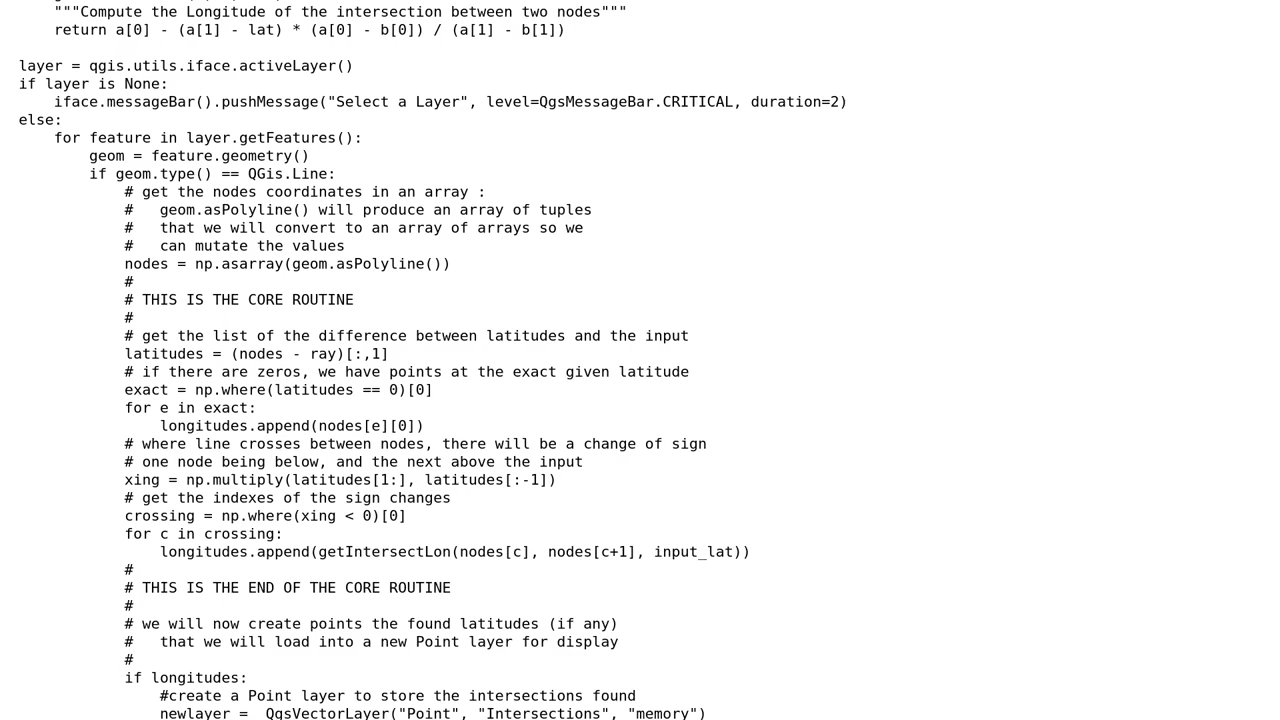 """Compute the Longitude of the intersection between two nodes"""
return a[0] - (a[1] - lat) * (a[0] - b[0]) / (a[1] - b[1])
layer = qgis.utils.iface.activeLayer()
if layer is None:
iface.messageBar().pushMessage("Select a Layer", level=QgsMessageBar.CRITICAL, duration=2)
else:
for feature in layer.getFeatures():
geom = feature.geometry()
if geom.type() == QGis.Line:
# get the nodes coordinates in an array :
#   geom.asPolyline() will produce an array of tuples
#   that we will convert to an array of arrays so we
#   can mutate the values
nodes = np.asarray(geom.asPolyline())
#
# THIS IS THE CORE ROUTINE
#
# get the list of the difference between latitudes and the input
latitudes = (nodes - ray)[:,1]
# if there are zeros, we have points at the exact given latitude
exact = np.where(latitudes == 0)[0]
for e in exact:
longitudes.append(nodes[e][0])
# where line crosses between nodes, there will be a change of sign
# one node being below, and the next above the input
xing = np.multiply(latitudes[1:], latitudes[:-1])
# get the indexes of the sign changes
crossing = np.where(xing < 0)[0]
for c in crossing:
longitudes.append(getIntersectLon(nodes[c], nodes[c+1], input_lat))
#
# THIS IS THE END OF THE CORE ROUTINE
#
# we will now create points the found latitudes (if any)
#   that we will load into a new Point layer for display
#
if longitudes:
#create a Point layer to store the intersections found
newlayer =  QgsVectorLayer("Point", "Intersections", "memory")